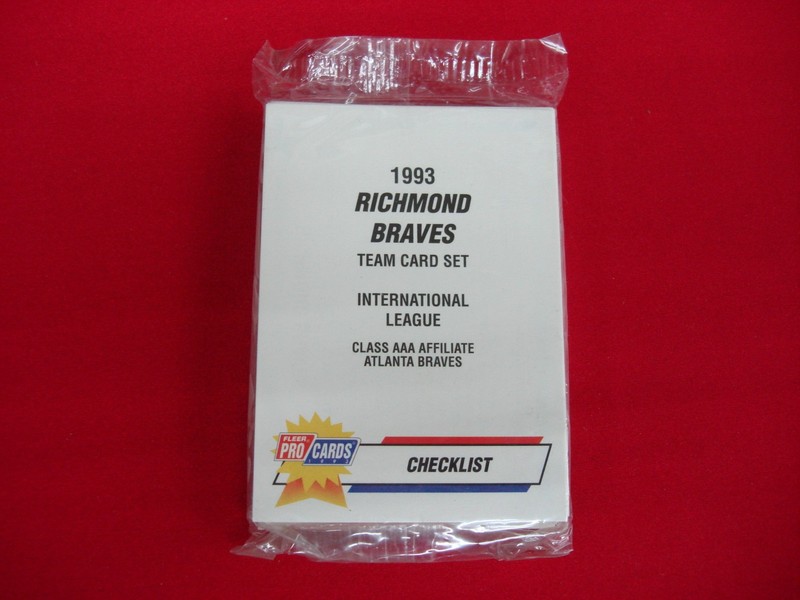 1993
RICHMOND
BRAVES
TEAM CARD SET
INTERNATIONAL
LEAGUE
CLASS AAA AFFILIATE
ATLANTA BRAVES
FLEER
PRO CARDS
CHECKLIST